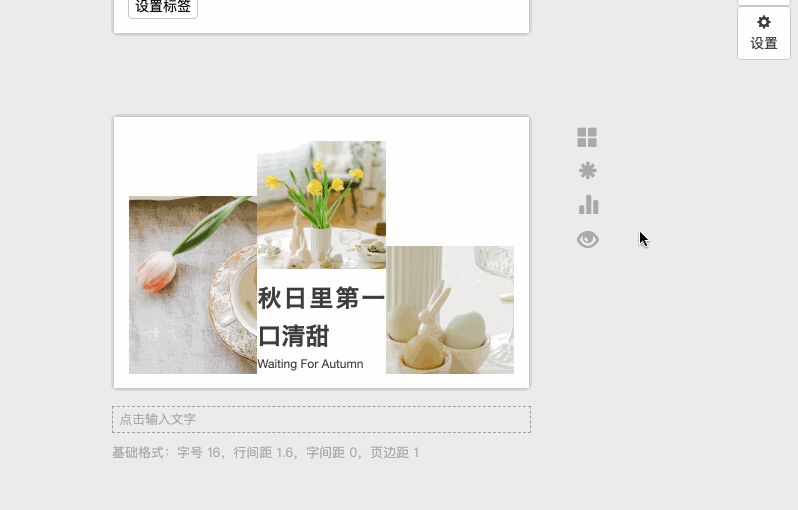 设置标签
设置
秋日里第一
口清甜
Waiting For Autumn
点击输入文字
基础格式：字号 16，行间距 1.6，字间距 0，页边距 1